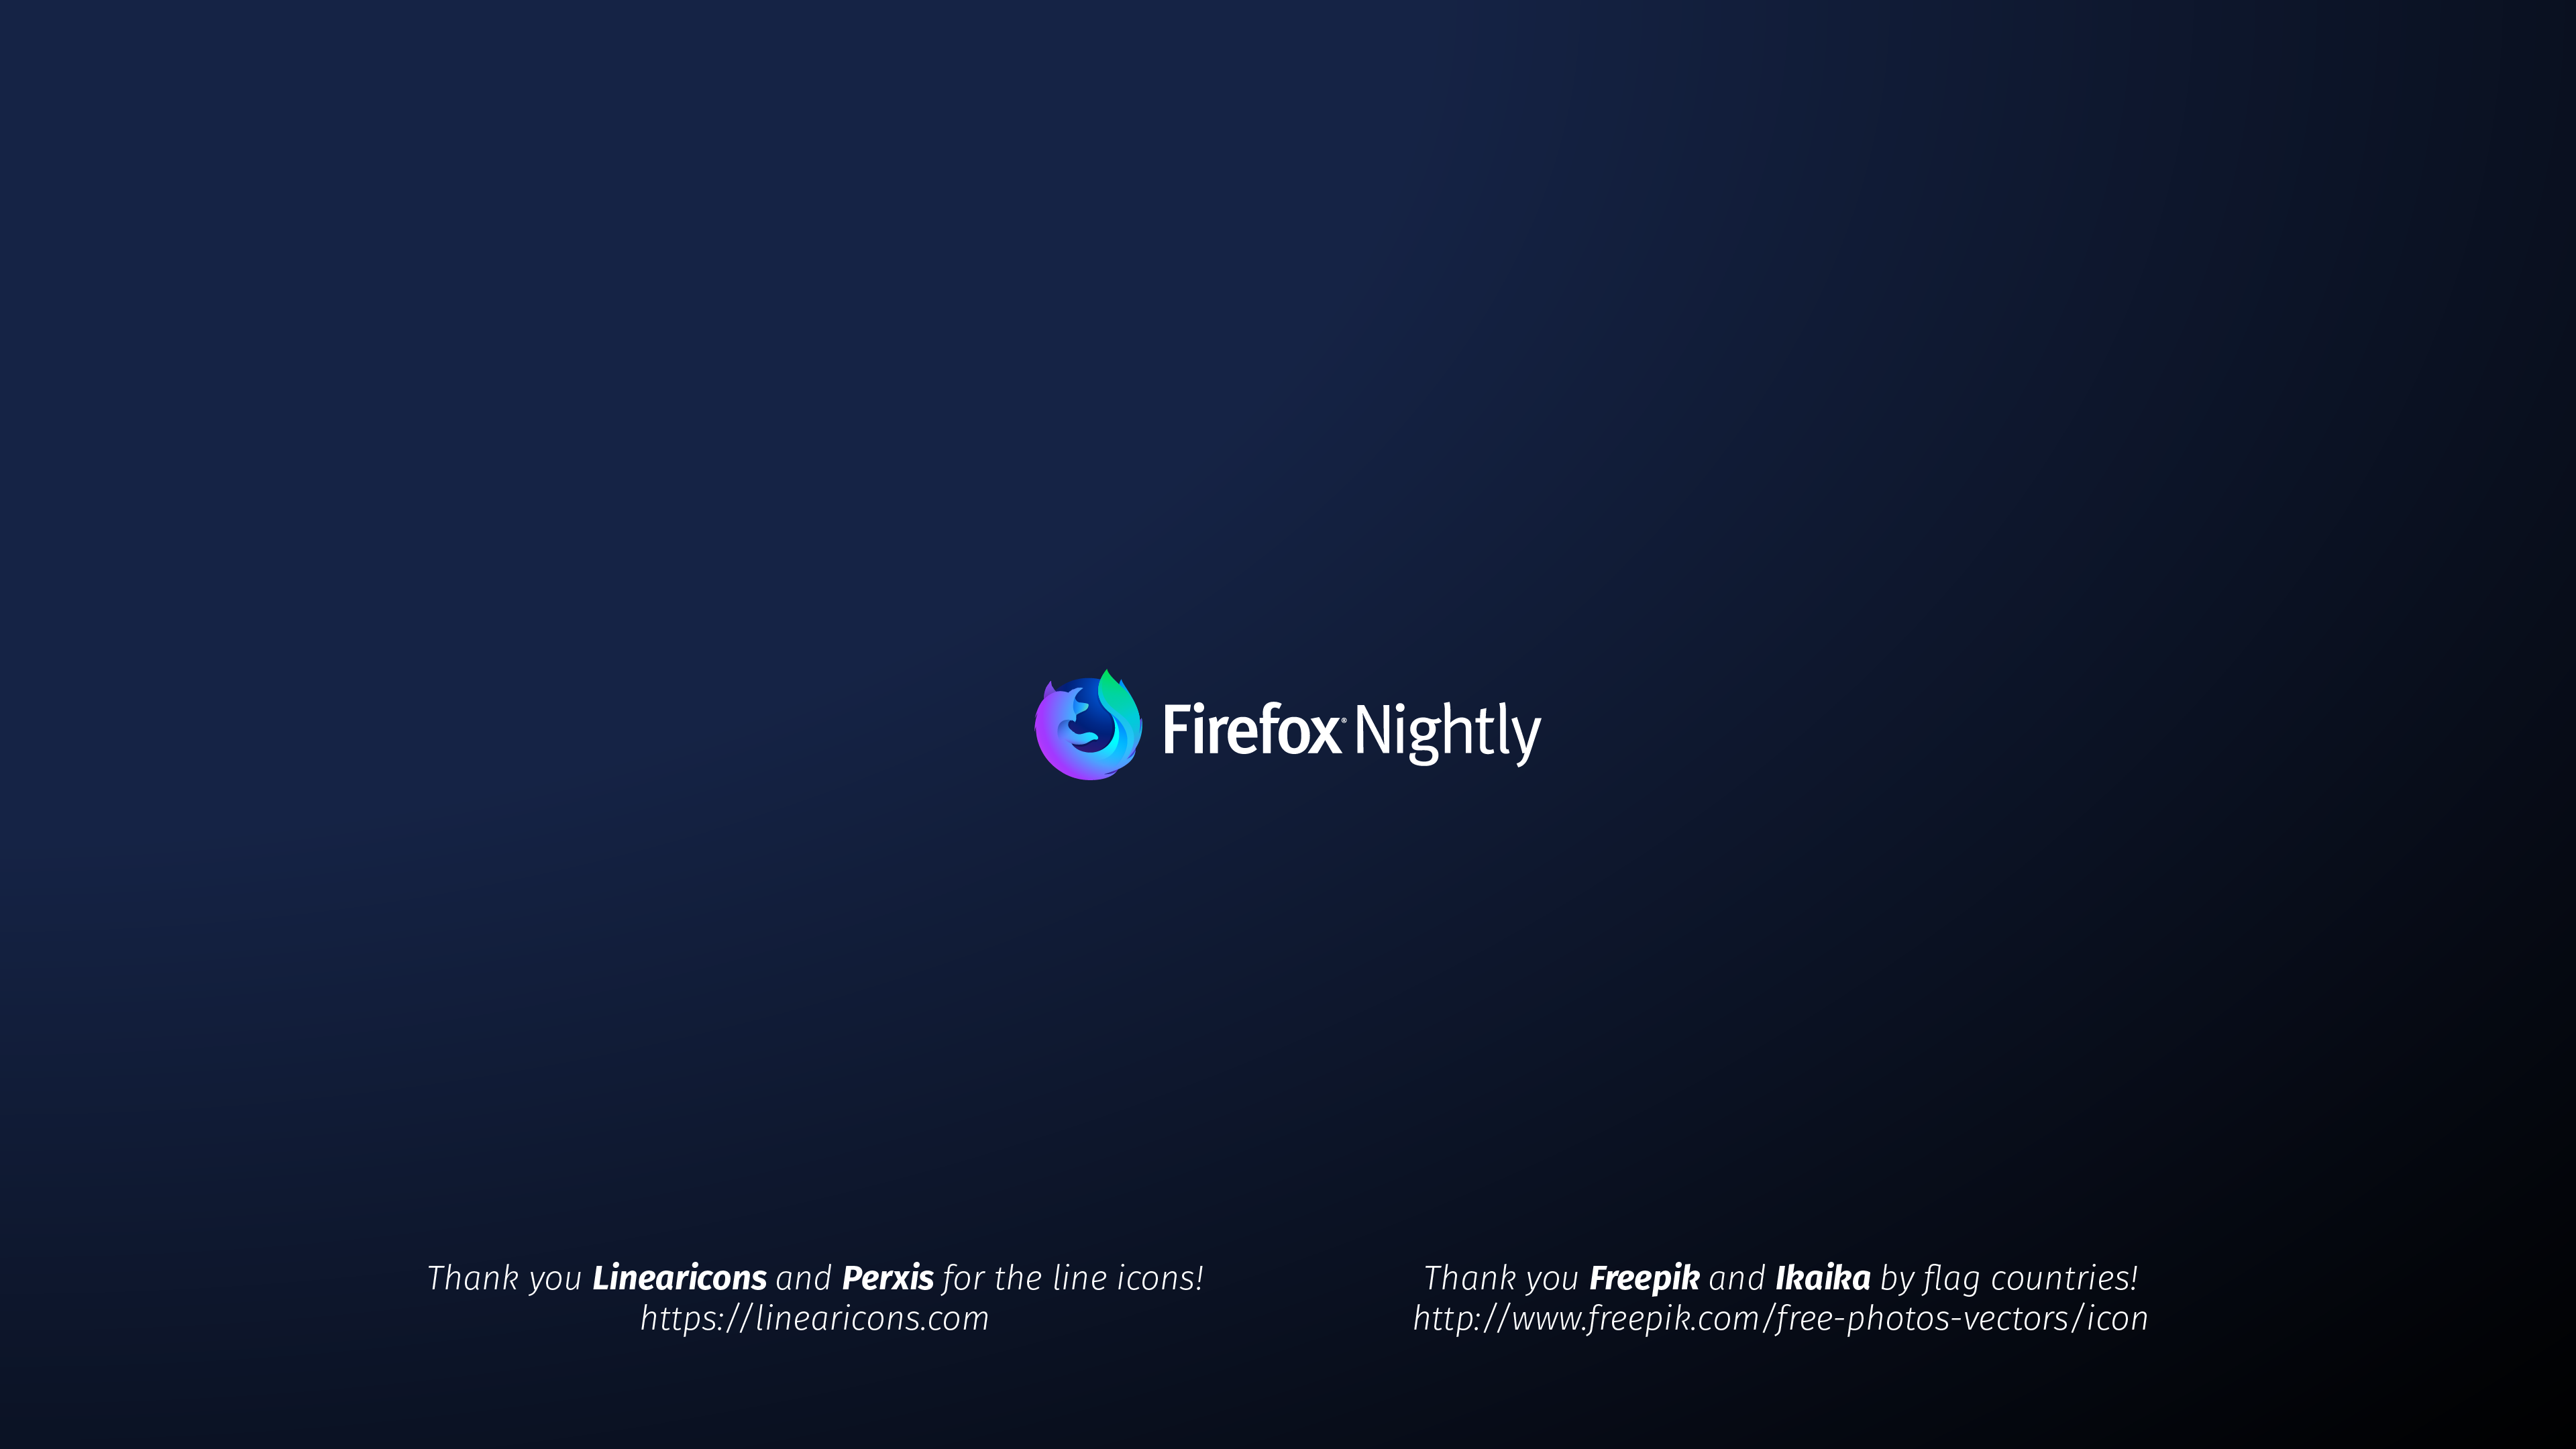 Firefox® Nightly
Thank you Linearicons and Perxis for the line icons!
https://linearicons.com
Thank you Freepik and Ikaika by flag countries!
http://www.freepik.com/free-photos-vectors/icon